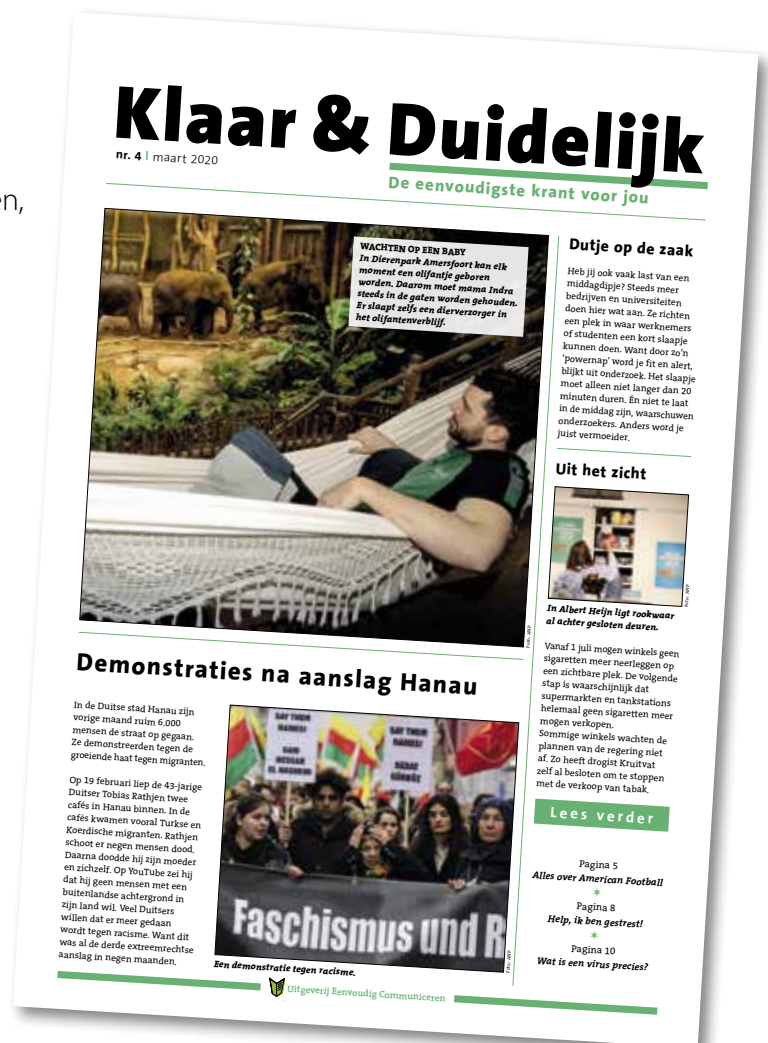 en,
Klaar & Duidelijk
nr. 4 | maart 2020
De eenvoudigste krant voor jou
WACHTEN OP EEN BABY
In Dierenpark Amersfoort kan elk
moment een olifantje geboren
worden. Daarom moet mama Indra
steeds in de gaten worden gehouden.
Er slaapt zelfs een dierverzorger in
het olifantenverblijf.
Foto: ANP
Demonstraties na aanslag Hanau
In de Duitse stad Hanau zijn
vorige maand ruim 6.000
mensen de straat op gegaan.
Ze demonstreerden tegen de
groeiende haat tegen migranten.
Op 19 februari liep de 43-jarige
Duitser Tobias Rathjen twee
cafés in Hanau binnen. In de
cafés kwamen vooral Turkse en
Koerdische migranten. Rathjen
schoot er negen mensen dood.
Daarna doodde hij zijn moeder
en zichzelf. Op YouTube zei hij
dat hij geen mensen met een
buitenlandse achtergrond in
zijn land wil. Veel Duitsers
willen dat er meer gedaan
wordt tegen racisme. Want dit
was al de derde extreemrechtse
aanslag in negen maanden.
SAY THEIR
NAMES!
SAY THEIR
NAMES!
Faschismus und R
Foto: ANP
Een demonstratie tegen racisme.
Dutje op de zaak
Heb jij ook vaak last van een
middagdipje? Steeds meer
bedrijven en universiteiten
doen hier wat aan. Ze richten
een plek in waar werknemers
of studenten een kort slaapje
kunnen doen. Want door zo'n
'powernap' word je fit en alert,
blijkt uit onderzoek. Het slaapje
moet alleen niet langer dan 20
minuten duren. Én niet te laat
in de middag zijn, waarschuwen
onderzoekers. Anders word je
juist vermoeider.
Uit het zicht
Foto: ANP
In Albert Heijn ligt rookwaar
al achter gesloten deuren.
Vanaf 1 juli mogen winkels geen
sigaretten meer neerleggen op
een zichtbare plek. De volgende
stap is waarschijnlijk dat
supermarkten en tankstations
helemaal geen sigaretten meer
mogen verkopen.
Sommige winkels wachten de
plannen van de regering niet
af. Zo heeft drogist Kruitvat
zelf al besloten om te stoppen
met de verkoop van tabak.
Lees verder
Pagina 5
Alles over American Football
Pagina 8
Help, ik ben gestrest!
Pagina 10
Wat is een virus precies?
Uitgeverij Eenvoudig Communiceren